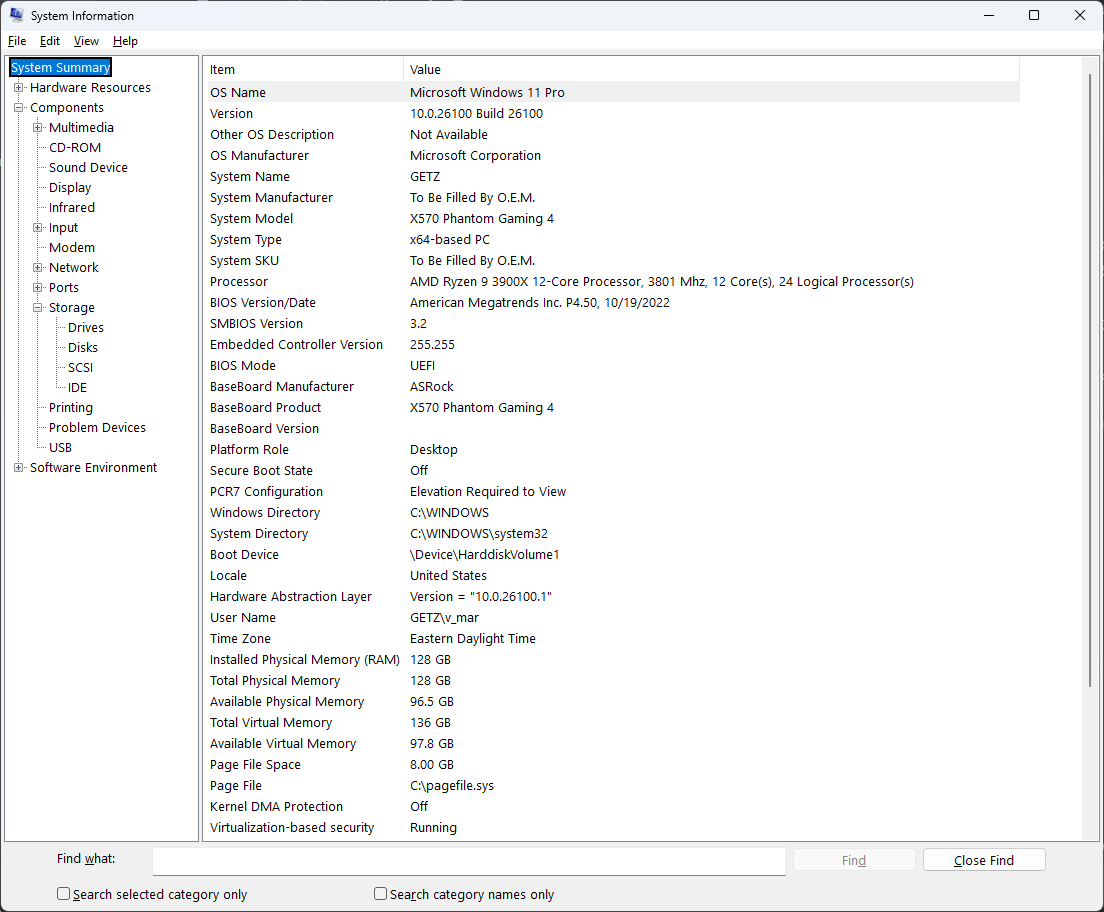 System Information
File Edit View Help
System Summary
Hardware Resources
Components
Multimedia
CD-ROM
Sound Device
Display
Infrared
Input
Modem
Network
Ports
Storage
Drives
Disks
SCSI
IDE
Printing
Problem Devices
USB
Software Environment
Item Value
OS Name Microsoft Windows 11 Pro
Version 10.0.26100 Build 26100
Other OS Description Not Available
OS Manufacturer Microsoft Corporation
System Name GETZ
System Manufacturer To Be Filled By O.E.M.
System Model X570 Phantom Gaming 4
System Type x64-based PC
System SKU To Be Filled By O.E.M.
Processor AMD Ryzen 9 3900X 12-Core Processor, 3801 Mhz, 12 Core(s), 24 Logical Processor(s)
BIOS Version/Date American Megatrends Inc. P4.50, 10/19/2022
SMBIOS Version 3.2
Embedded Controller Version 255.255
BIOS Mode UEFI
BaseBoard Manufacturer ASRock
BaseBoard Product X570 Phantom Gaming 4
BaseBoard Version
Platform Role Desktop
Secure Boot State Off
PCR7 Configuration Elevation Required to View
Windows Directory C:\WINDOWS
System Directory C:\WINDOWS\system32
Boot Device \Device\HarddiskVolume1
Locale United States
Hardware Abstraction Layer Version = "10.0.26100.1"
User Name GETZ\v_mar
Time Zone Eastern Daylight Time
Installed Physical Memory (RAM) 128 GB
Total Physical Memory 128 GB
Available Physical Memory 96.5 GB
Total Virtual Memory 136 GB
Available Virtual Memory 97.8 GB
Page File Space 8.00 GB
Page File C:\pagefile.sys
Kernel DMA Protection Off
Virtualization-based security Running
Find what: Find Close Find
Search selected category only Search category names only